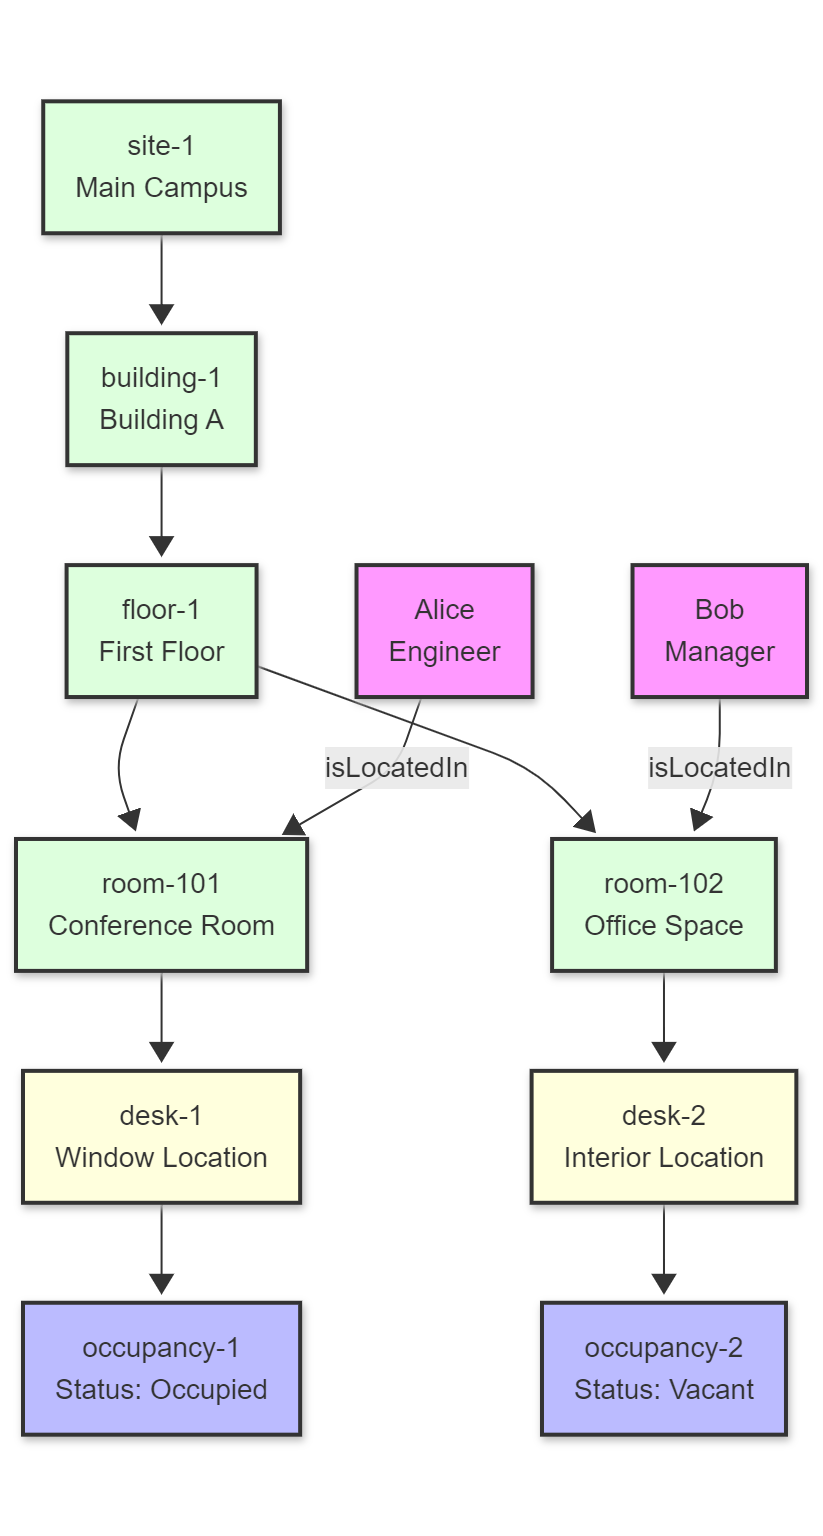 site-1
Main Campus
building-1
Building A
floor-1
First Floor
Alice
Engineer
Bob
Manager
isLocatedIn
isLocatedIn
room-101
Conference Room
room-102
Office Space
desk-1
Window Location
desk-2
Interior Location
occupancy-1
Status: Occupied
occupancy-2
Status: Vacant